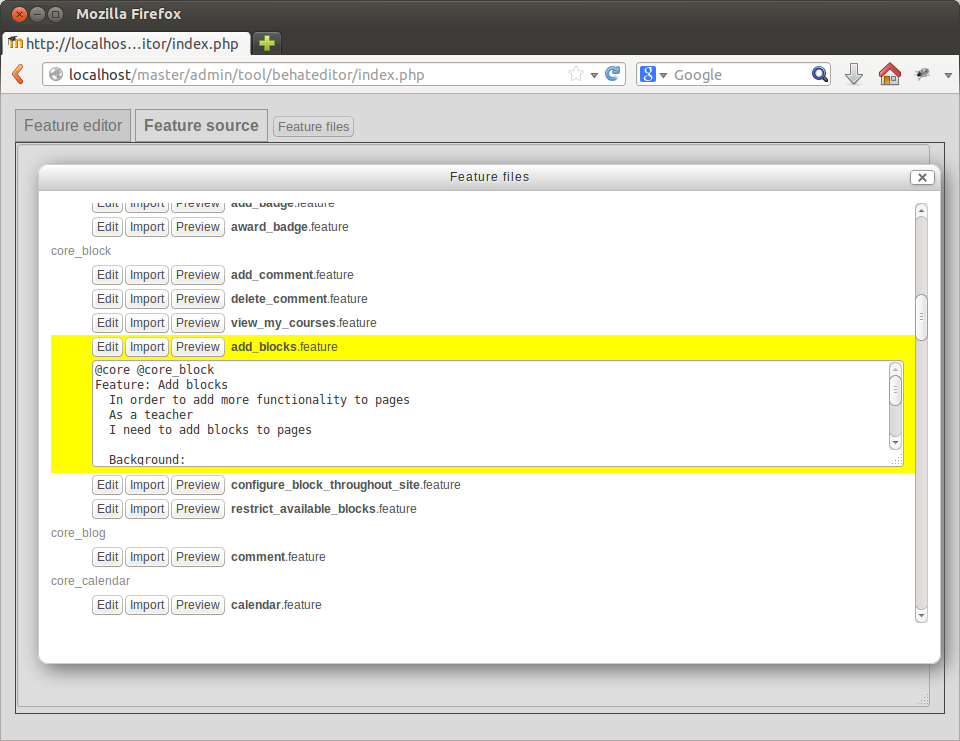 Mozilla Firefox
http://localhos...itor/index.php
localhost/master/admin/tool/behateditor/index.php
8 Google
Feature editor Feature source Feature files
Feature files
Edit Import Preview add_badge.feature
Edit Import Preview award_badge.feature
core_block
Edit Import Preview add_comment.feature
Edit Import Preview delete_comment.feature
Edit Import Preview view_my_courses.feature
Edit Import Preview add_blocks.feature
@core @core_block
Feature: Add blocks
In order to add more functionality to pages
As a teacher
I need to add blocks to pages
Background:
Edit Import Preview configure_block_throughout_site.feature
Edit Import Preview restrict_available_blocks.feature
core_blog
Edit Import Preview comment.feature
core_calendar
Edit Import Preview calendar.feature